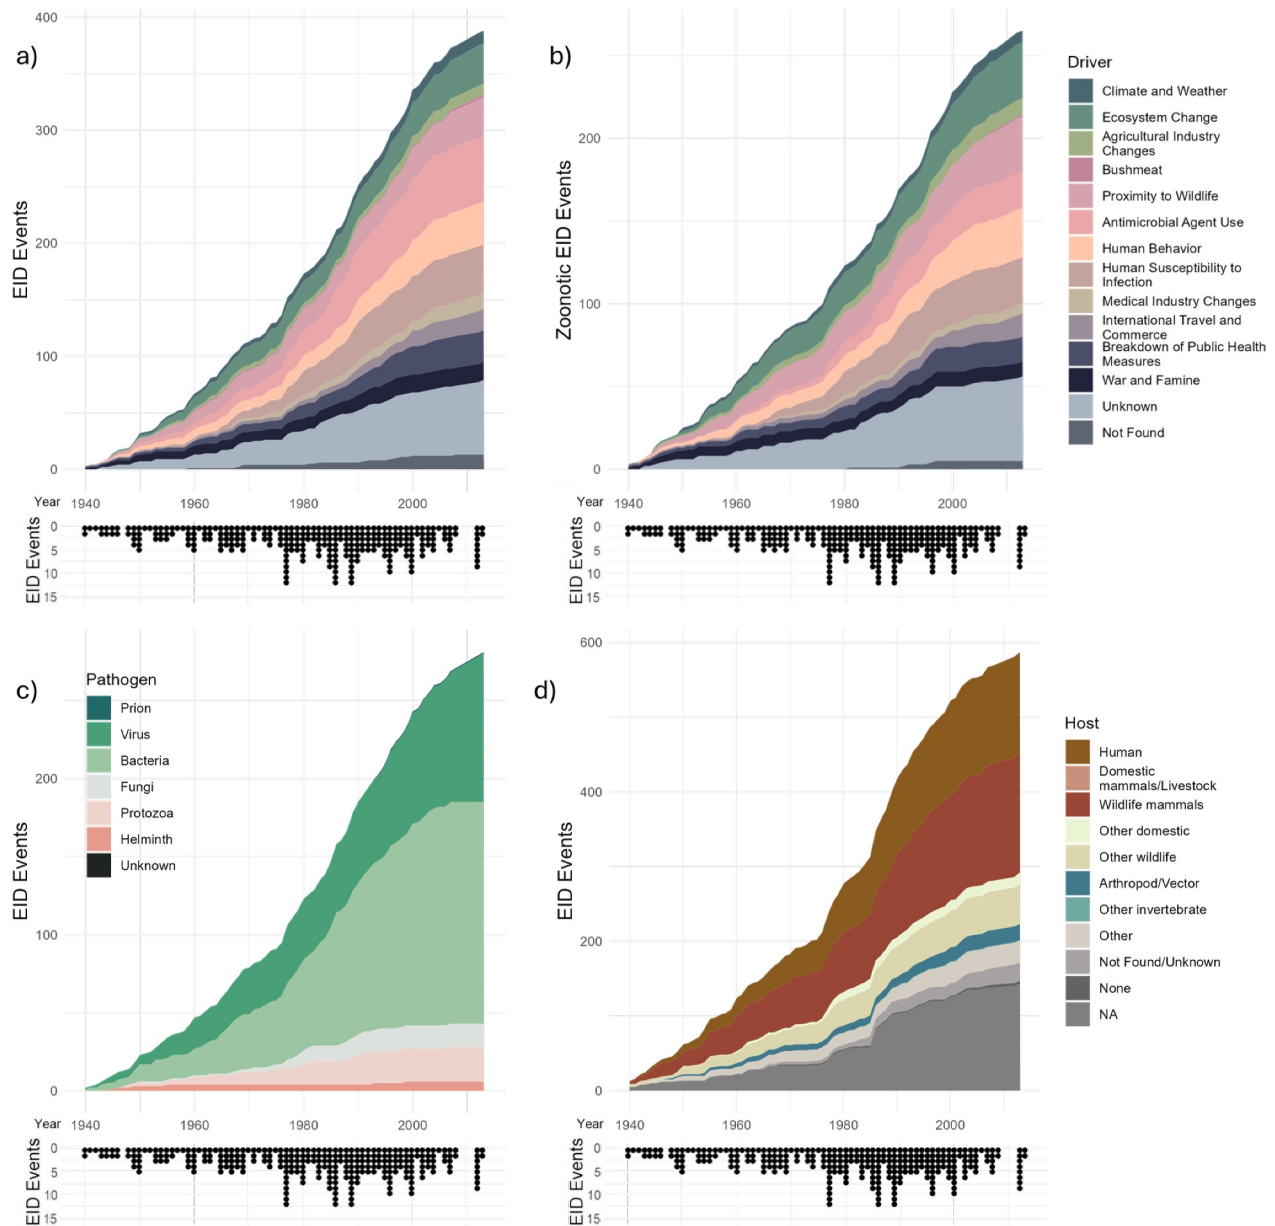 a)
400
300
200
100
0
EID Events
Year
1940
1960
1980
2000
0
5
10
15
EID Events
b)
200
100
0
Zoonotic EID Events
Year
1940
1960
1980
2000
0
5
10
15
EID Events
Driver
Climate and Weather
Ecosystem Change
Agricultural Industry
Changes
Bushmeat
Proximity to Wildlife
Antimicrobial Agent Use
Human Behavior
Human Susceptibility to
Infection
Medical Industry Changes
International Travel and
Commerce
Breakdown of Public Health
Measures
War and Famine
Unknown
Not Found
c)
Pathogen
Prion
Virus
Bacteria
Fungi
Protozoa
Helminth
Unknown
200
100
0
EID Events
Year
1940
1960
1980
2000
0
5
10
15
EID Events
d)
600
400
200
0
EID Events
Year
1940
1960
1980
2000
0
5
10
15
EID Events
Host
Human
Domestic
mammals/Livestock
Wildlife mammals
Other domestic
Other wildlife
Arthropod/Vector
Other invertebrate
Other
Not Found/Unknown
None
NA